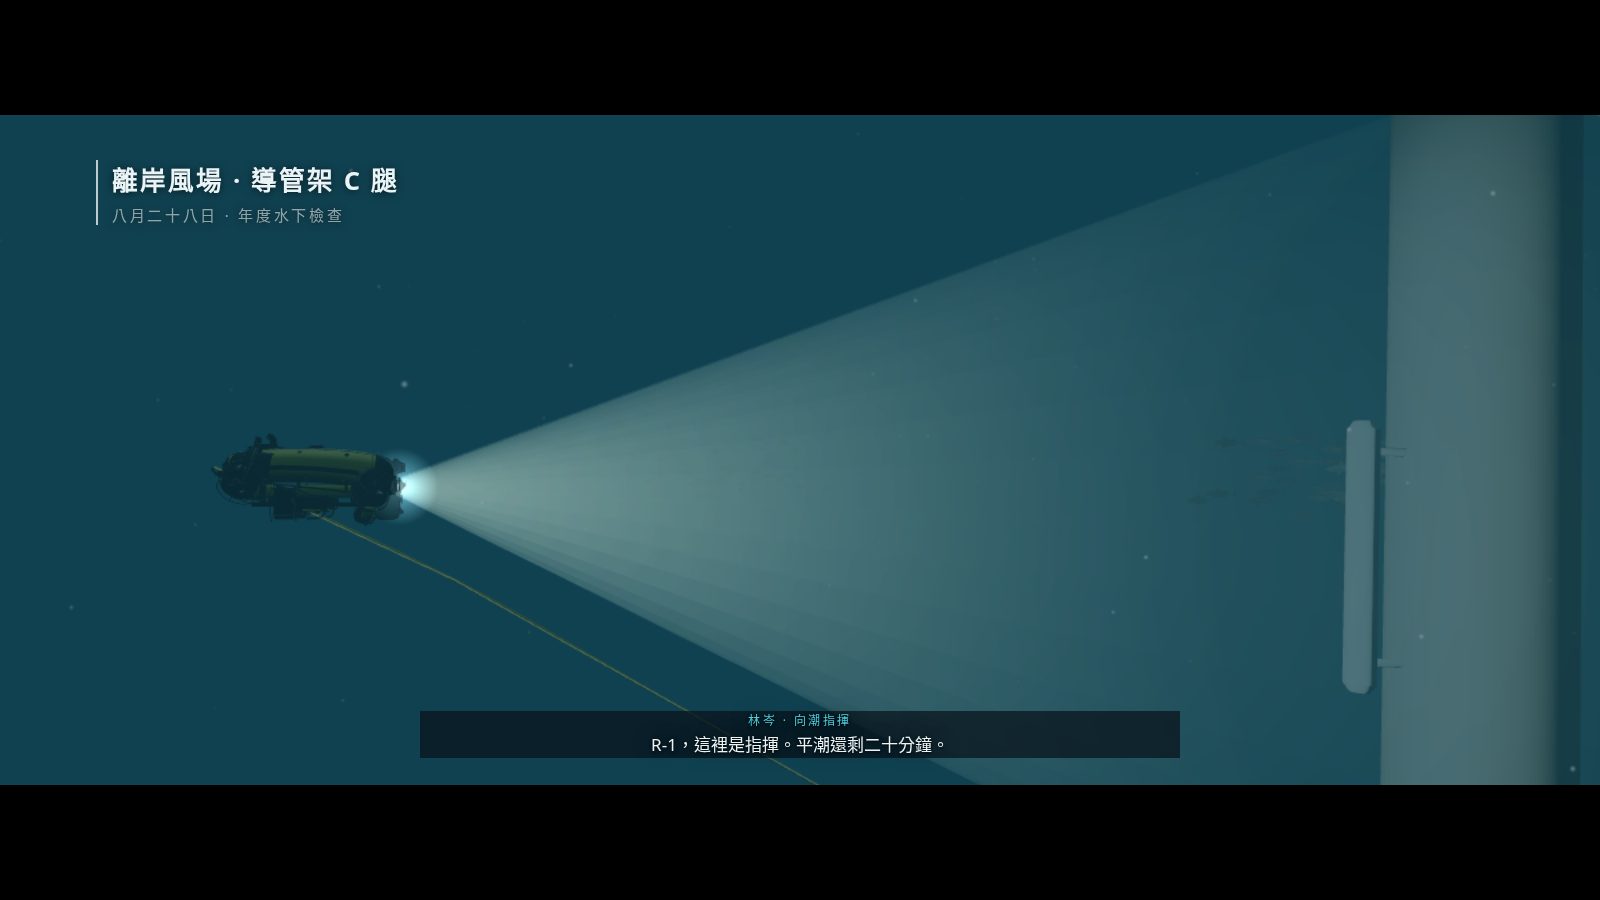 離岸風場 · 導管架 C 腿
八月二十八日 · 年度水下檢查
林岑 · 向潮指揮
R-1，這裡是指揮。平潮還剩二十分鐘。